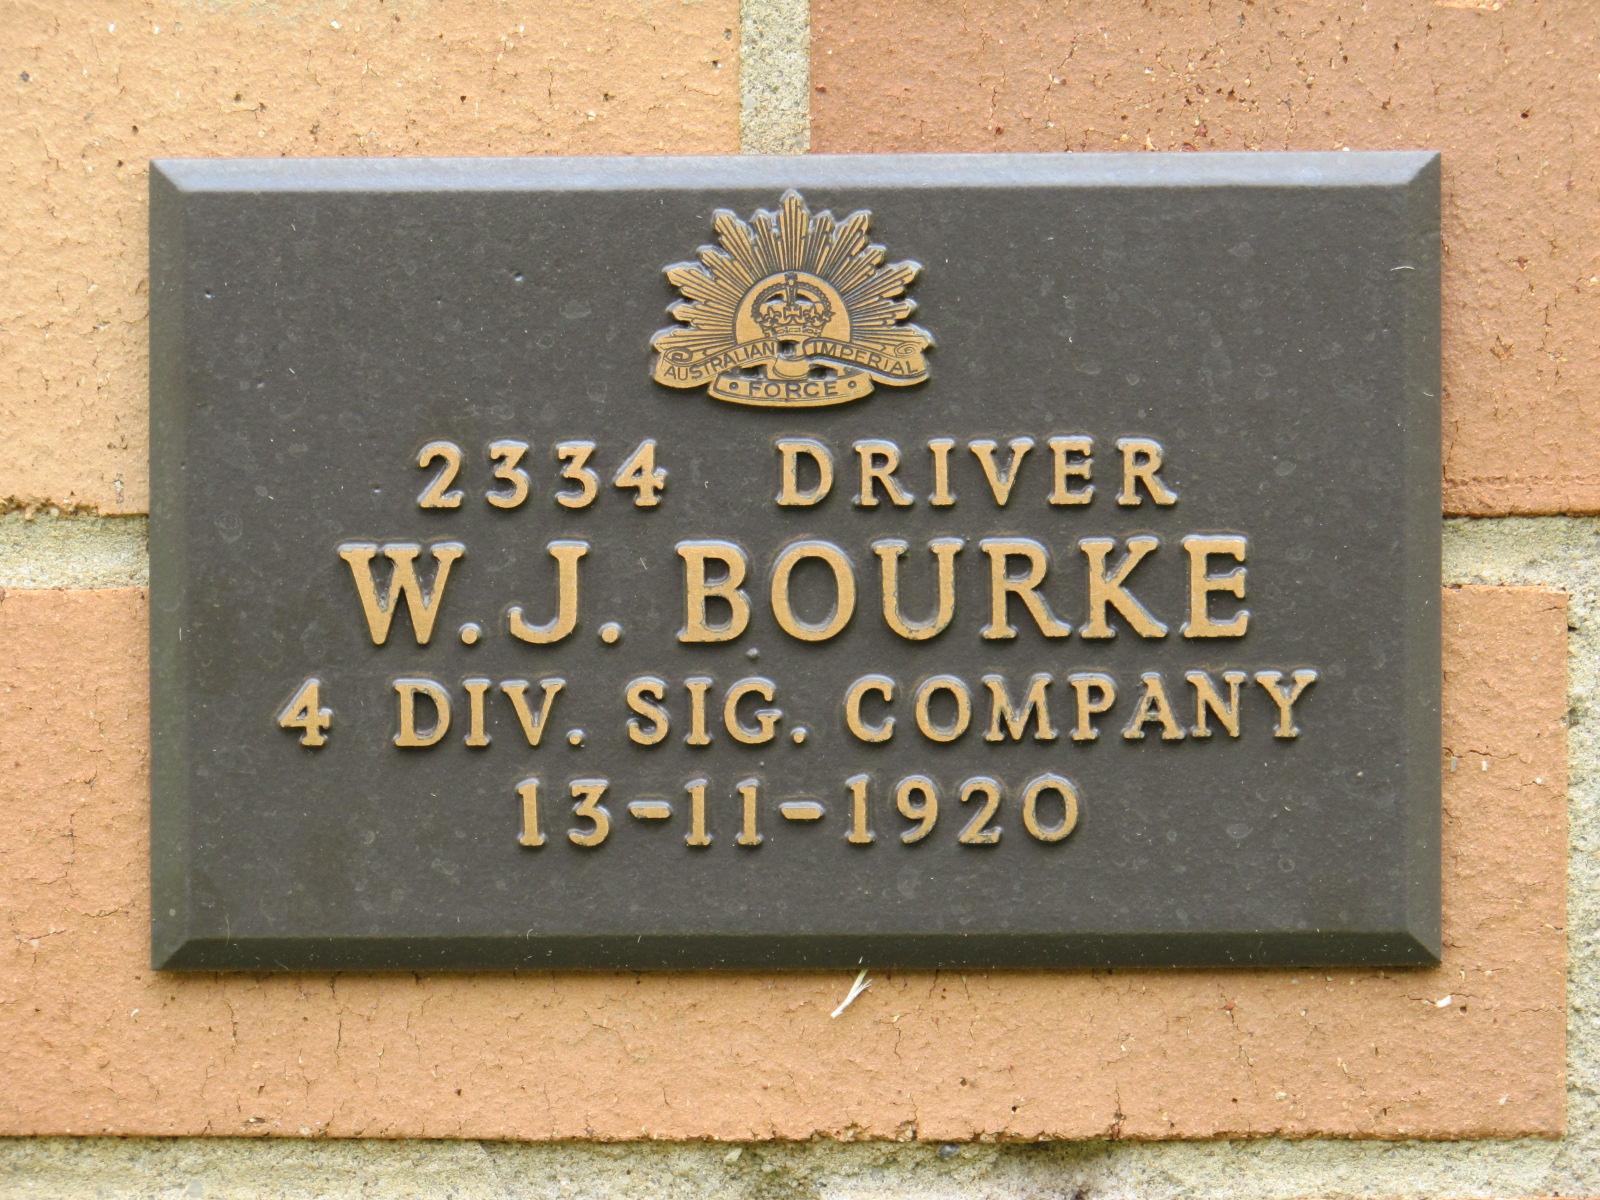 AUSTRALIAN IMPERIAL
FORCE
2334 DRIVER
W. J. BOURKE
4 DIV. SIG. COMPANY
13-11-1920